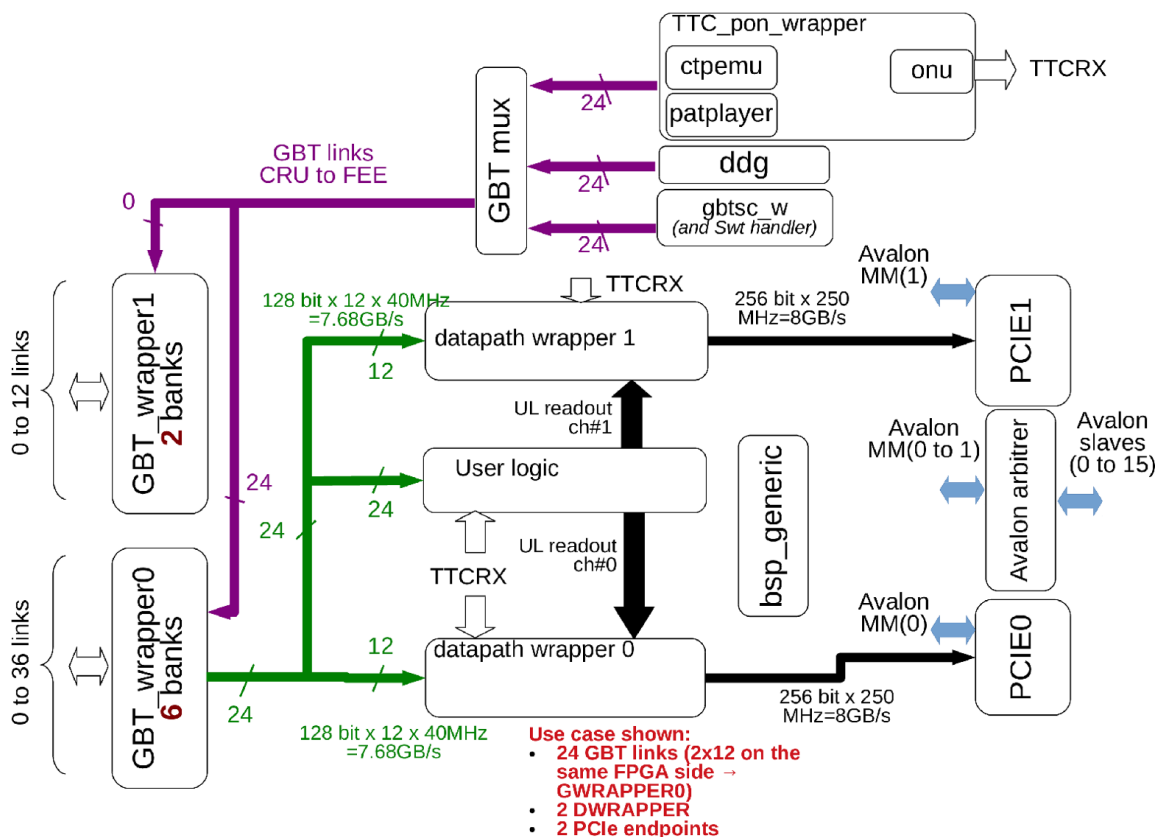 TTC_pon_wrapper
ctpemu
onu
TTCRX
patplayer
24
GBT mux
ddg
24
gbtsc_w
(and Swt handler)
24
GBT links
CRU to FEE
0
TTCRX
Avalon
MM(1)
128 bit x 12 x 40MHz
=7.68GB/s
256 bit x 250
MHz=8GB/s
datapath wrapper 1
12
PCIE1
0 to 12 links
GBT_wrapper1
2 banks
UL readout
ch#1
Avalon
MM(0 to 1)
Avalon
slaves
(0 to 15)
User logic
24
24
24
bsp_generic
Avalon arbitrer
UL readout
ch#0
TTCRX
0 to 36 links
GBT_wrapper0
6 banks
Avalon
MM(0)
12
datapath wrapper 0
PCIE0
24
256 bit x 250
MHz=8GB/s
128 bit x 12 x 40MHz
=7.68GB/s
Use case shown:
• 24 GBT links (2x12 on the
same FPGA side →
GWRAPPER0)
• 2 DWRAPPER
• 2 PCIe endpoints